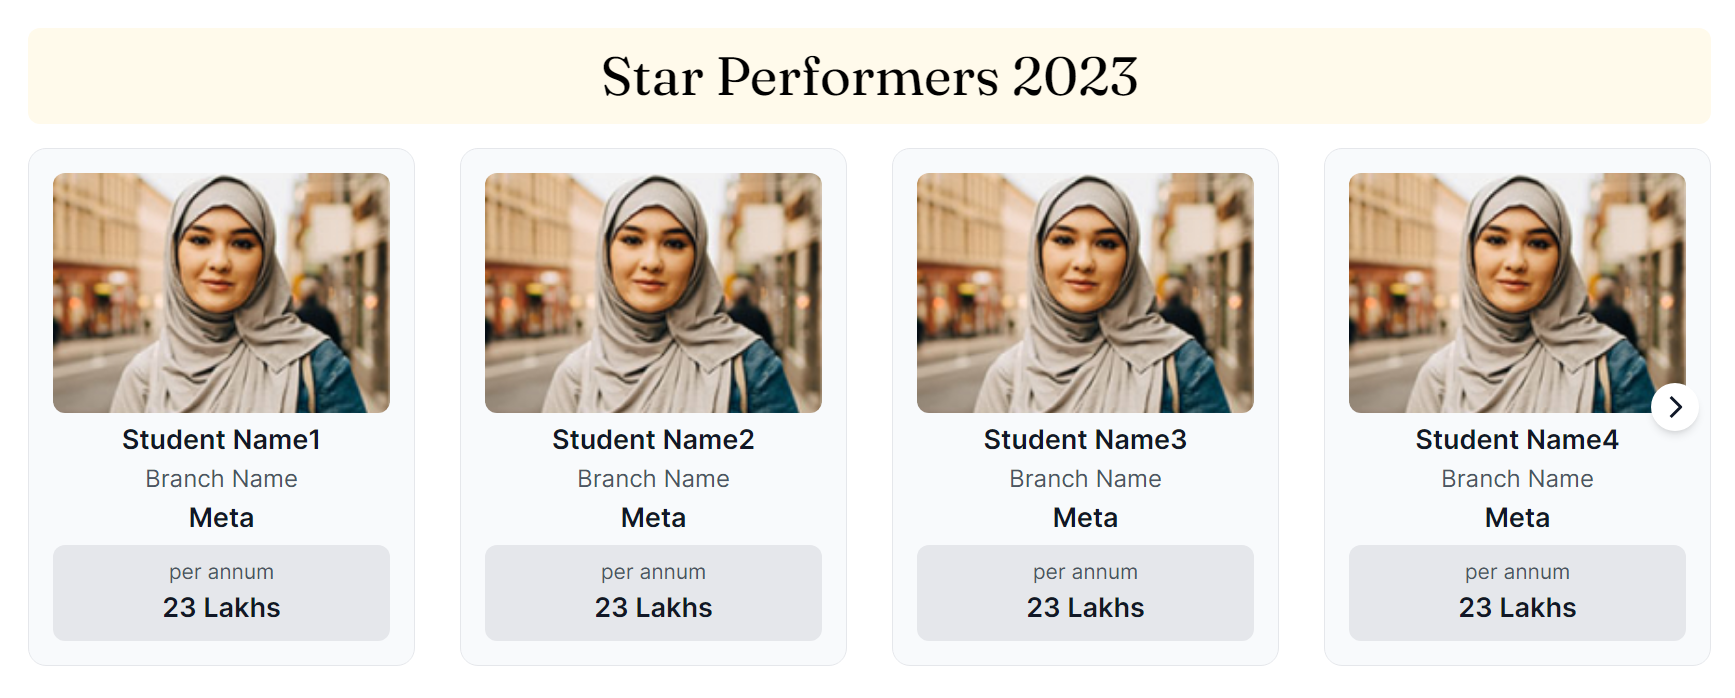 Star Performers 2023
Student Name1
Branch Name
Meta
per annum
23 Lakhs
Student Name2
Branch Name
Meta
per annum
23 Lakhs
Student Name3
Branch Name
Meta
per annum
23 Lakhs
Student Name4
Branch Name
Meta
per annum
23 Lakhs